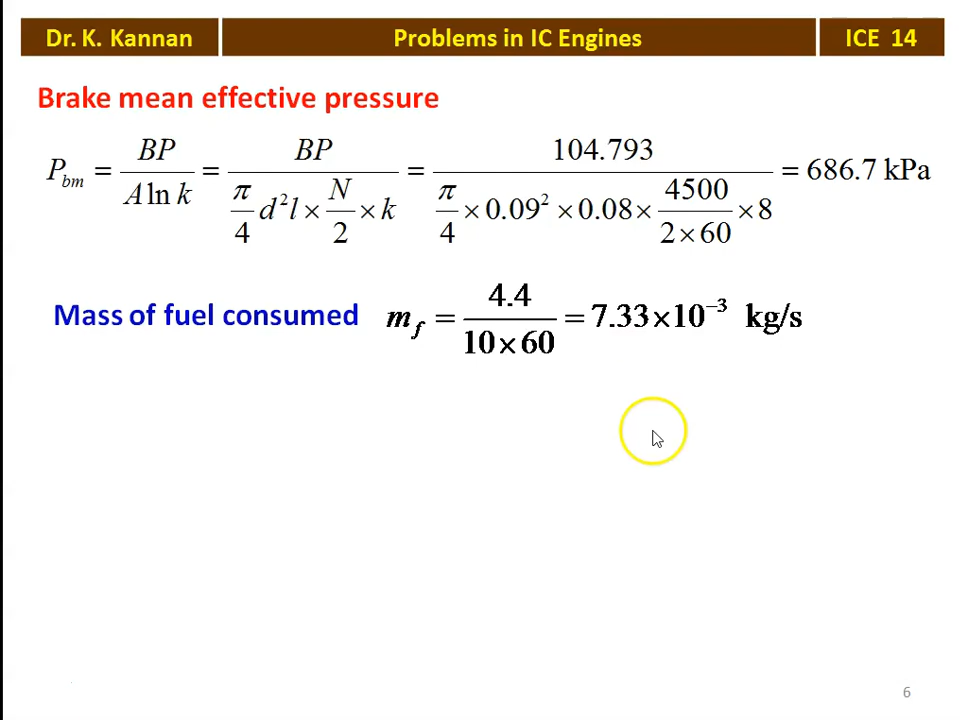 Dr. K. Kannan Problems in IC Engines ICE 14
Brake mean effective pressure
P_bm = BP / (A ln k) = BP / (π/4 d² l × N/2 × k) = 104.793 / (π/4 × 0.09² × 0.08 × 4500/(2×60) × 8) = 686.7 kPa
Mass of fuel consumed m_f = 4.4 / (10×60) = 7.33×10⁻³ kg/s
6